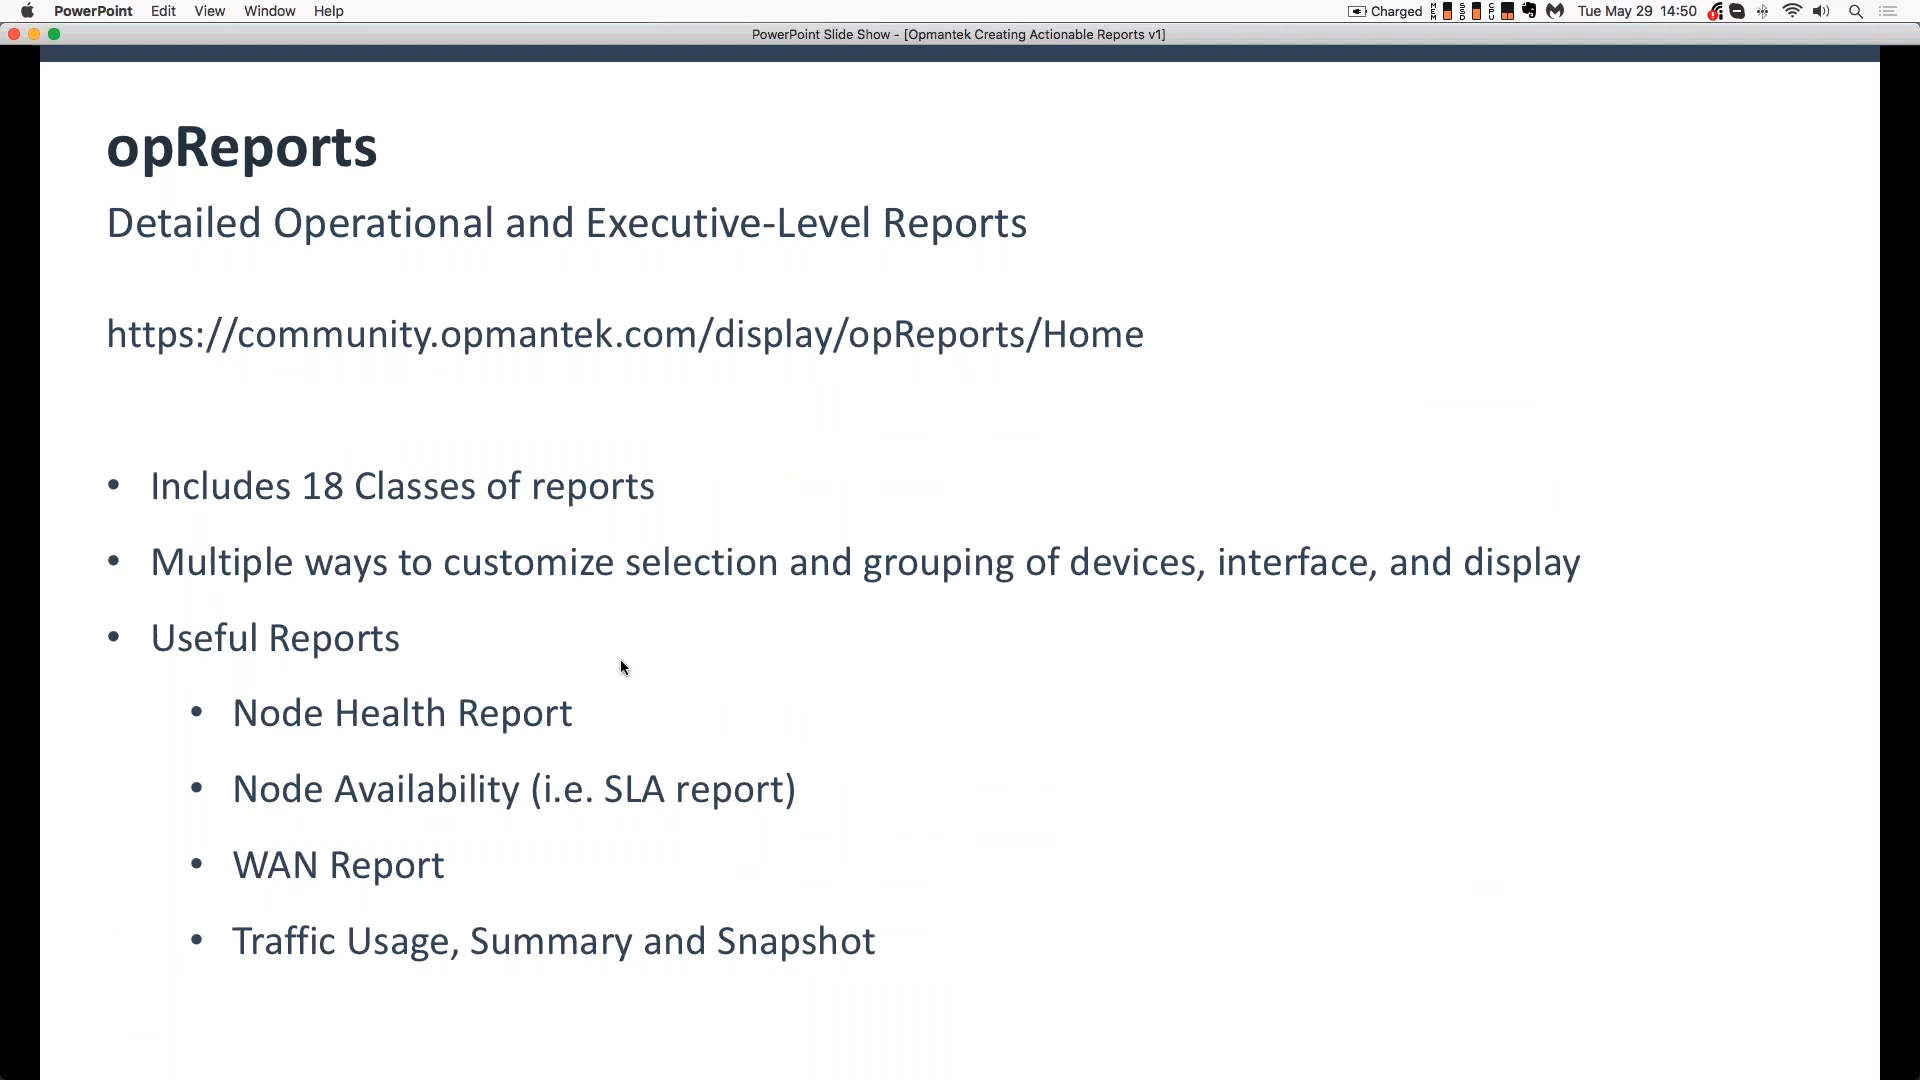 PowerPoint Edit View Window Help Charged Tue May 29 14:50
PowerPoint Slide Show - [Opmantek Creating Actionable Reports v1]
opReports
Detailed Operational and Executive-Level Reports
https://community.opmantek.com/display/opReports/Home
• Includes 18 Classes of reports
• Multiple ways to customize selection and grouping of devices, interface, and display
• Useful Reports
• Node Health Report
• Node Availability (i.e. SLA report)
• WAN Report
• Traffic Usage, Summary and Snapshot